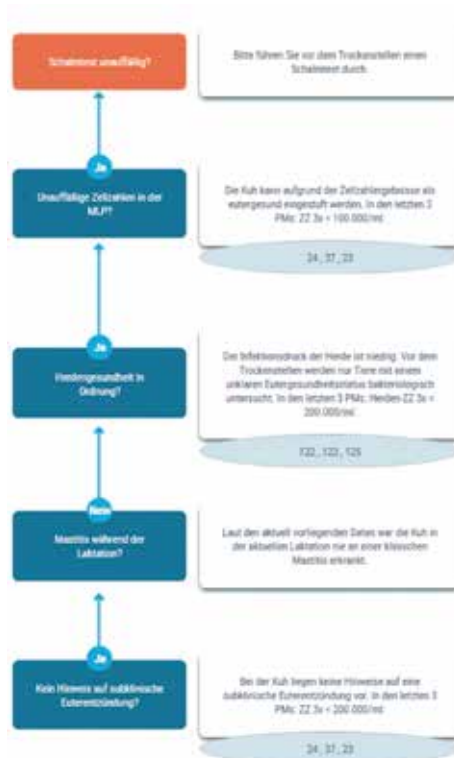 Schalmtest unauffällig?
Bitte führen Sie vor dem Trockenstellen einen
Schalmtest durch.
Ja
Unauffällige Zellzahlen in der
MLP?
Die Kuh kann aufgrund der Zellzahlergebnisse als
eutergesund eingestuft werden. In den letzten 3
PMs: ZZ 3x < 100.000/ml
24 , 37 , 23
Ja
Herdengesundheit in
Ordnung?
Der Infektionsdruck der Herde ist niedrig. Vor dem
Trockenstellen werden nur Tiere mit einem
unklaren Eutergesundheitsstatus bakteriologisch
untersucht. In den letzten 3 PMs: Herden-ZZ 3x <
200.000/ml
122 , 123 , 125
Nein
Mastitis während der
Laktation?
Laut den aktuell vorliegenden Daten war die Kuh in
der aktuellen Laktation nie an einer klinischen
Mastitis erkrankt.
Ja
Kein Hinweis auf subklinische
Euterentzündung?
Bei der Kuh liegen keine Hinweise auf eine
subklinische Euterentzündung vor. In den letzten 3
PMs: ZZ 3x < 200.000/ml
24 , 37 , 23